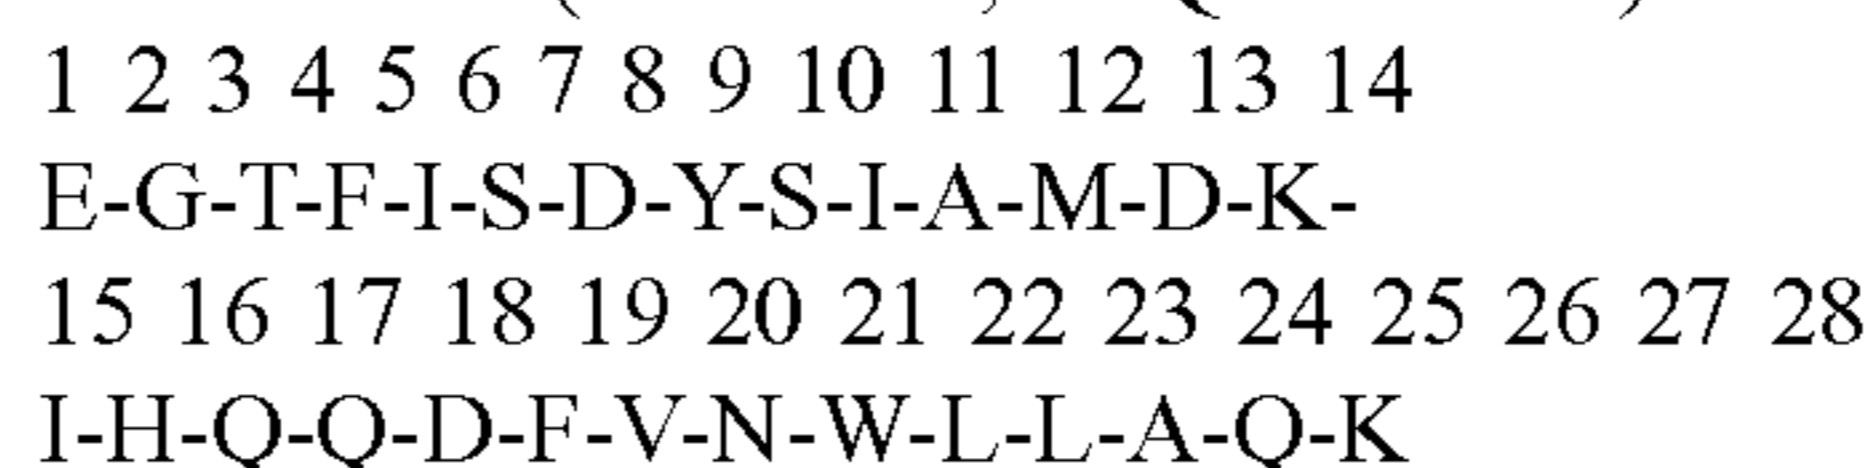 1 2 3 4 5 6 7 8 9 10 11 12 13 14
E-G-T-F-I-S-D-Y-S-I-A-M-D-K-
15 16 17 18 19 20 21 22 23 24 25 26 27 28
I-H-Q-Q-D-F-V-N-W-L-L-A-Q-K